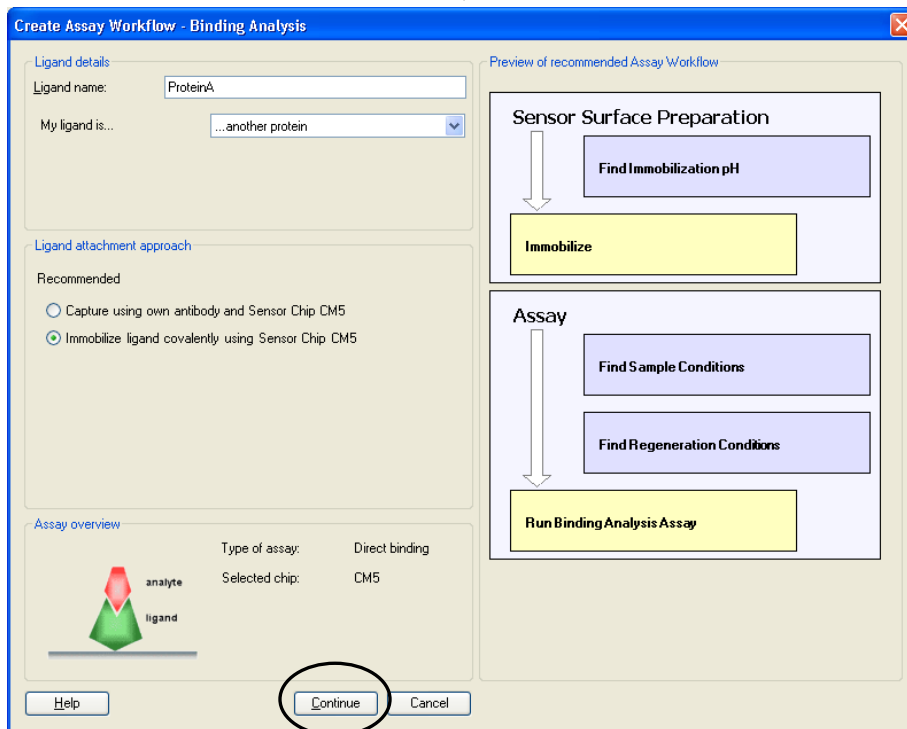 Create Assay Workflow - Binding Analysis
Ligand details
Ligand name: ProteinA
My ligand is... ...another protein
Ligand attachment approach
Recommended
Capture using own antibody and Sensor Chip CM5
Immobilize ligand covalently using Sensor Chip CM5
Assay overview
Type of assay: Direct binding
Selected chip: CM5
analyte
ligand
Preview of recommended Assay Workflow
Sensor Surface Preparation
Find Immobilization pH
Immobilize
Assay
Find Sample Conditions
Find Regeneration Conditions
Run Binding Analysis Assay
Help Continue Cancel